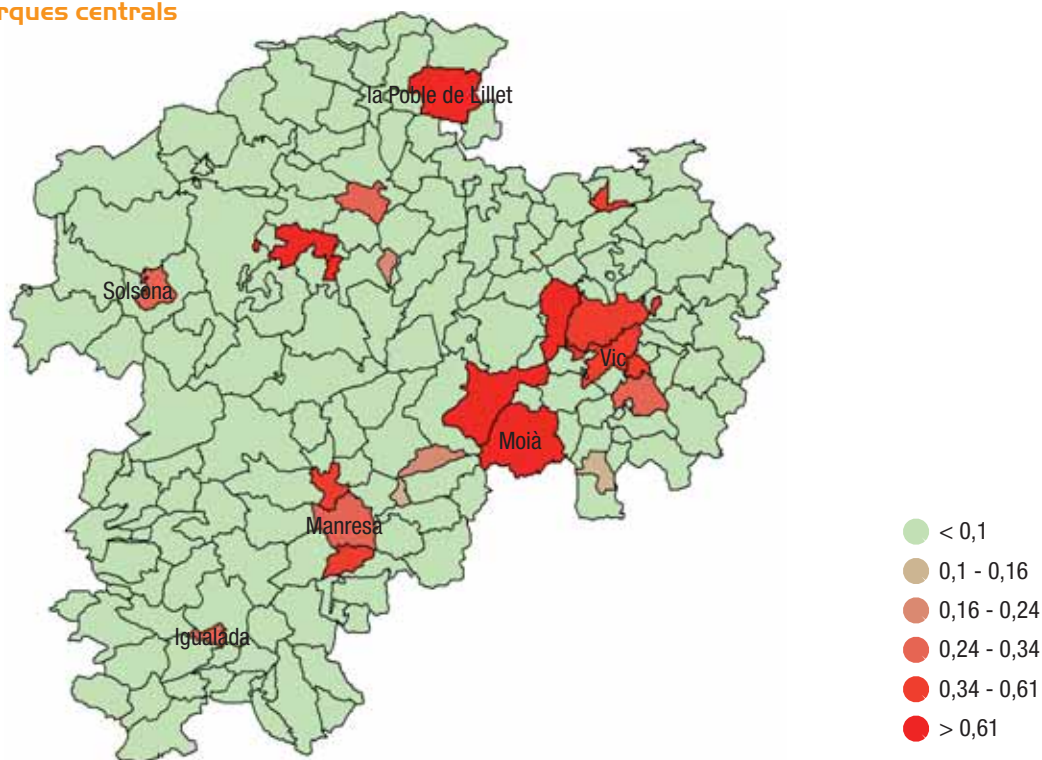 rques centrals
la Poble de Lillet
Solsona
Vic
Moià
Manresa
Igualada
< 0,1
0,1 - 0,16
0,16 - 0,24
0,24 - 0,34
0,34 - 0,61
> 0,61